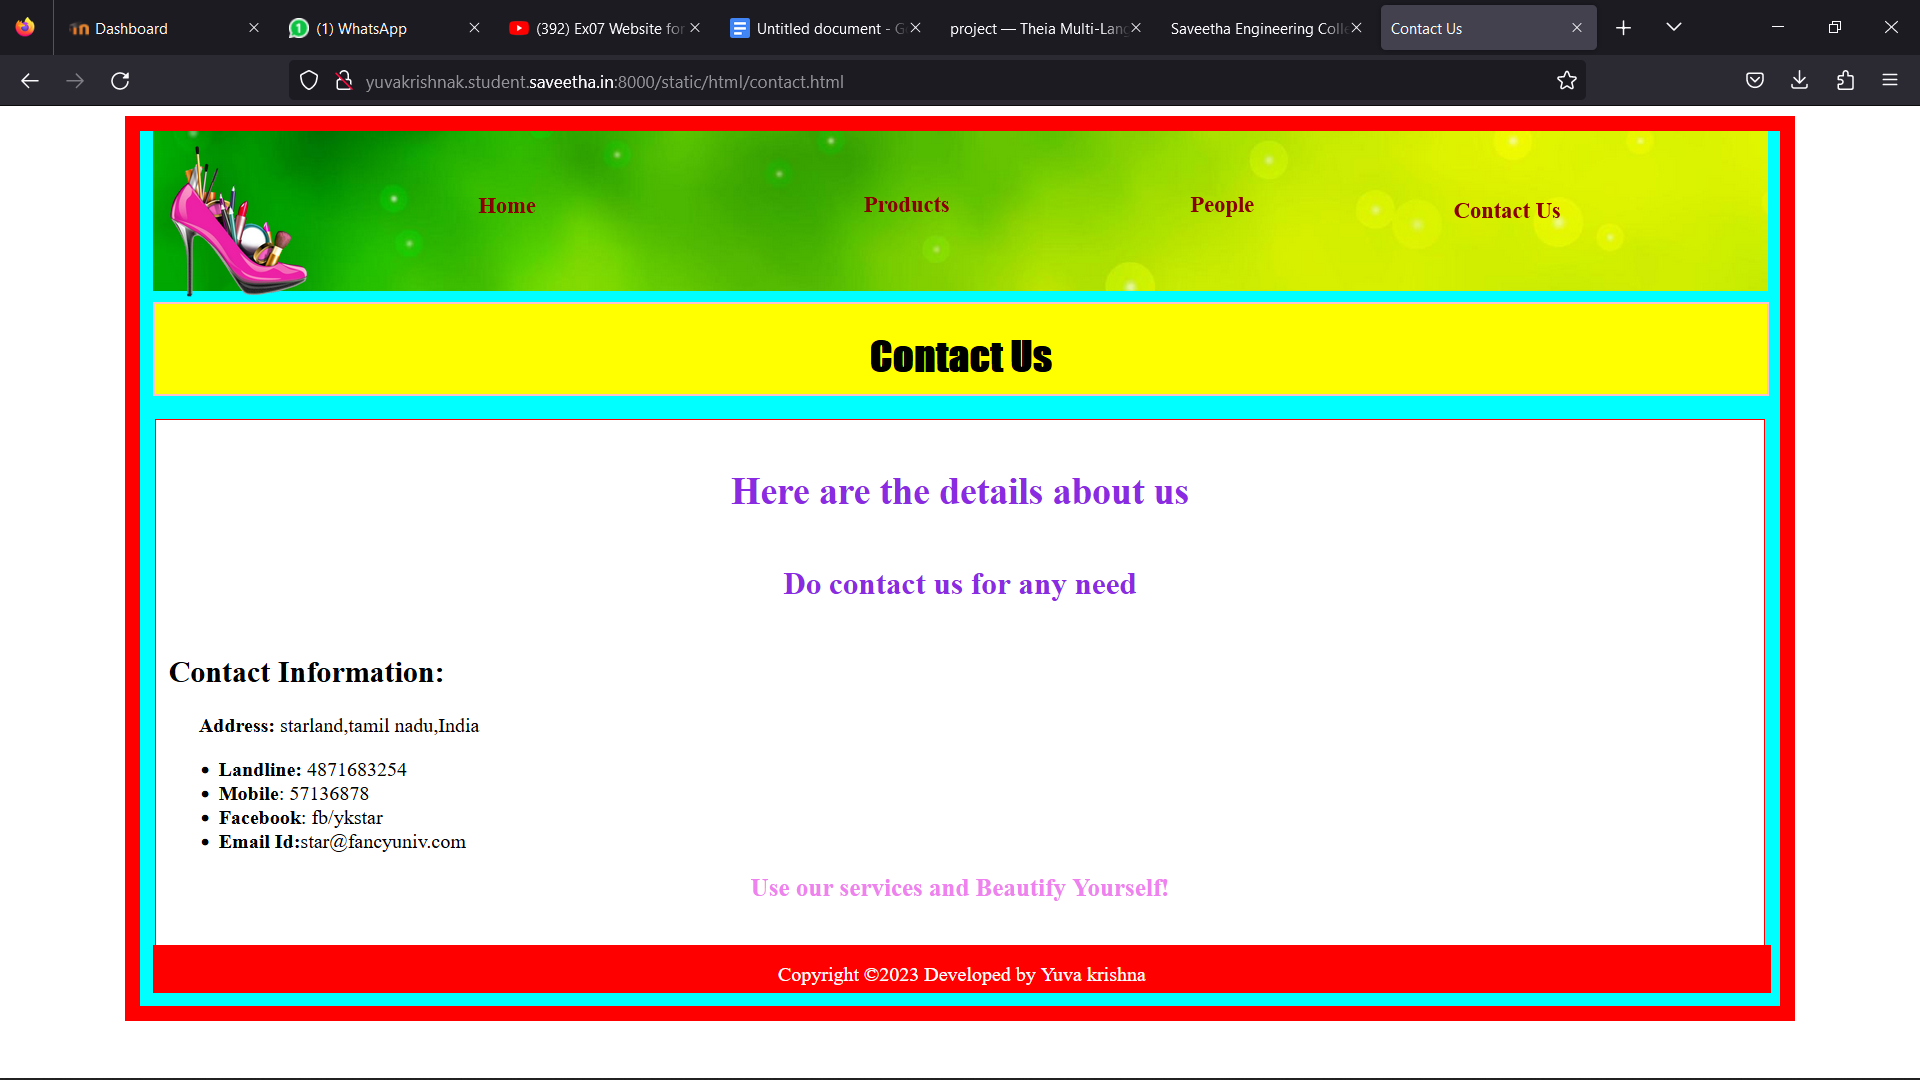 Dashboard
(1) WhatsApp
(392) Ex07 Website for
Untitled document - G
project — Theia Multi-Lang
Saveetha Engineering Colle
Contact Us
yuvakrishnak.student.saveetha.in:8000/static/html/contact.html
Home
Products
People
Contact Us
Contact Us
Here are the details about us
Do contact us for any need
Contact Information:
Address: starland,tamil nadu,India
• Landline: 4871683254
• Mobile: 57136878
• Facebook: fb/ykstar
• Email Id:star@fancyuniv.com
Use our services and Beautify Yourself!
Copyright ©2023 Developed by Yuva krishna